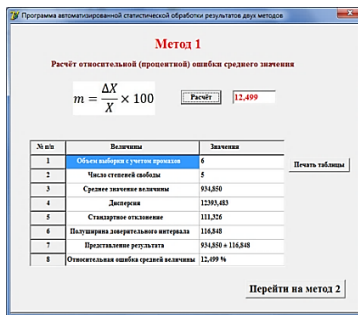 Программа автоматизированной статистической обработки результатов двух методов
Метод 1
Расчёт относительной (процентной) ошибки среднего значения
m = ΔX / X × 100
Расчёт
12,499
№ п/п Величины Значения
1 Объем выборки с учетом промахов 6
2 Число степеней свободы 5
3 Среднее значение величины 934,850
4 Дисперсия 12393,483
5 Стандартное отклонение 111,326
6 Полуширина доверительного интервала 116,848
7 Представление результата 934,850 ± 116,848
8 Относительная ошибка средней величины 12,499 %
Печать таблицы
Перейти на метод 2